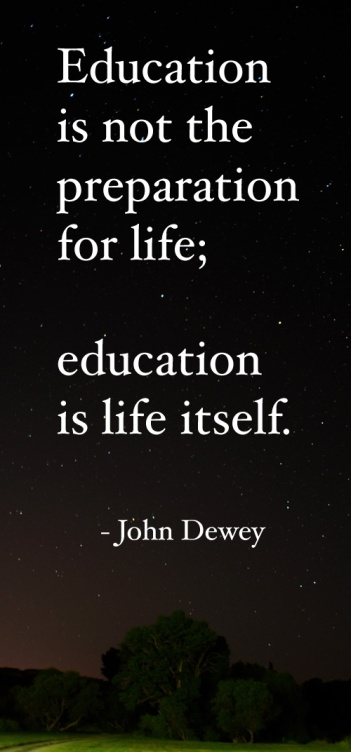 Education
is not the
preparation
for life;
education
is life itself.
- John Dewey